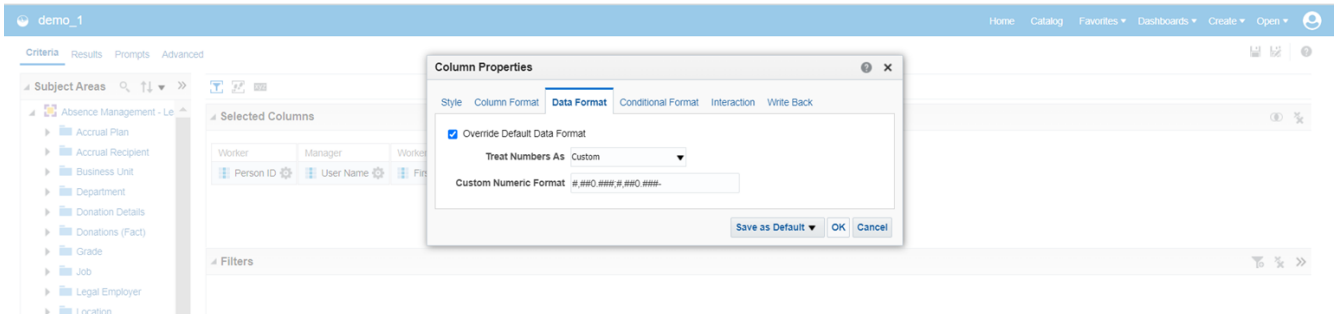 demo_1
Home Catalog Favorites Dashboards Create Open
Criteria Results Prompts Advanced
Subject Areas
Absence Management - Le
Accrual Plan
Accrual Recipient
Business Unit
Department
Donation Details
Donations (Fact)
Grade
Job
Legal Employer
Location
Selected Columns
Worker Manager Worker
Person ID User Name Firs
Filters
Column Properties
Style Column Format Data Format Conditional Format Interaction Write Back
Override Default Data Format
Treat Numbers As Custom
Custom Numeric Format #,##0.###;#,##0.###-
Save as Default OK Cancel